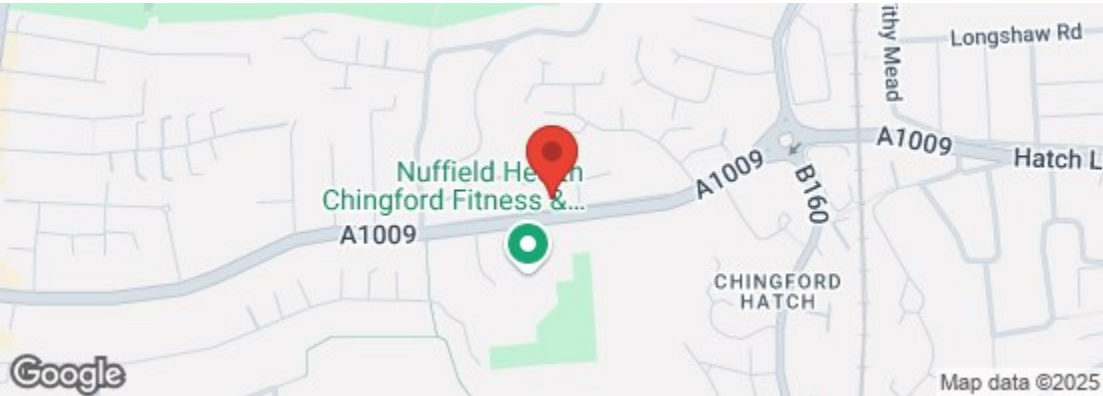 ithy Mead
Longshaw Rd
A1009
Hatch L
Nuffield He
Chingford Fitness &...
A1009
B160
A1009
CHINGFORD
HATCH
Google
Map data ©2025